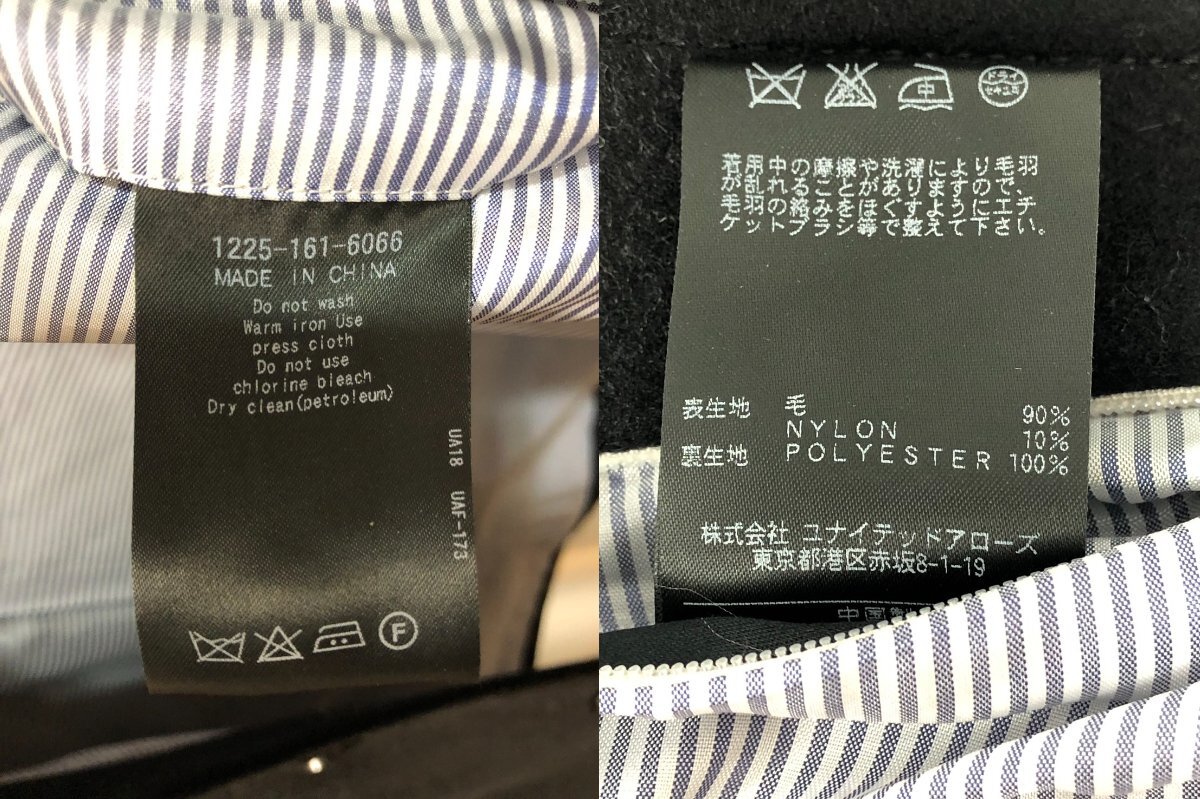 1225-161-6066
MADE IN CHINA
Do not wash
Warm iron Use
press cloth
Do not use
chlorine bleach
Dry clean(petroleum)
UA18 UAF-173
F
中
ドライ
セキユ系
着用中の摩擦や洗濯により毛羽
が乱れることがありますので、
毛羽の絡みをほぐすようにエチ
ケットブラシ等で整えて下さい。
表生地 毛 90%
NYLON 10%
裏生地 POLYESTER 100%
株式会社 ユナイテッドアローズ
東京都港区赤坂8-1-19
中国製